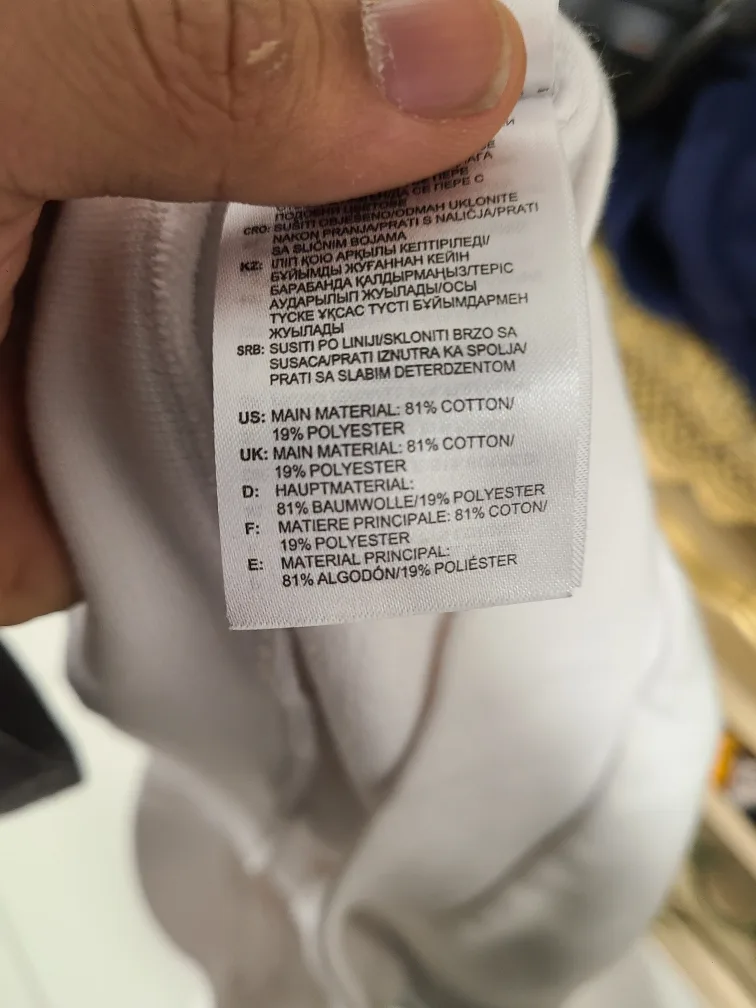 СЕ ПЕРЕ С
CRO: SUSITI OBJESENO/ODMAH UKLONITE
NAKON PRANJA/PRATI S NALIČJA/PRATI
SA SLIČNIM BOJAMA
KZ: ІЛІП ҚОЮ АРҚЫЛЫ КЕПТІРІЛЕДІ/
БҰЙЫМДЫ ЖУҒАННАН КЕЙІН
БАРАБАНДА ҚАЛДЫРМАҢЫЗ/ТЕРІС
АУДАРЫЛЫП ЖУЫЛАДЫ/ОСЫ
ТҮСКЕ ҰҚСАС ТҮСТІ БҰЙЫМДАРМЕН
ЖУЫЛАДЫ
SRB: SUSITI PO LINIJI/SKLONITI BRZO SA
SUSACA/PRATI IZNUTRA KA SPOLJA/
PRATI SA SLABIM DETERDZENTOM
US: MAIN MATERIAL: 81% COTTON/
19% POLYESTER
UK: MAIN MATERIAL: 81% COTTON/
19% POLYESTER
D: HAUPTMATERIAL:
81% BAUMWOLLE/19% POLYESTER
F: MATIERE PRINCIPALE: 81% COTON/
19% POLYESTER
E: MATERIAL PRINCIPAL:
81% ALGODÓN/19% POLIÉSTER